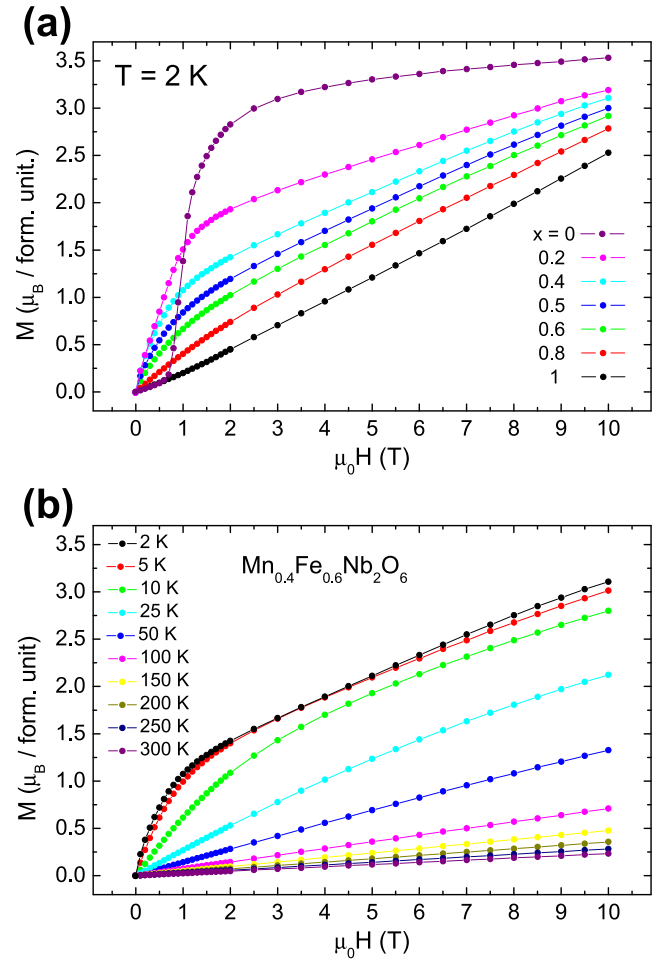 (a)
T = 2 K
3.5
3.0
2.5
2.0
1.5
1.0
0.5
0.0
M (μB / form. unit.)
x = 0
0.2
0.4
0.5
0.6
0.8
1
0 1 2 3 4 5 6 7 8 9 10
μ0H (T)
(b)
3.5
3.0
2.5
2.0
1.5
1.0
0.5
0.0
M (μB / form. unit)
2 K
5 K
10 K
25 K
50 K
100 K
150 K
200 K
250 K
300 K
Mn0.4Fe0.6Nb2O6
0 1 2 3 4 5 6 7 8 9 10
μ0H (T)